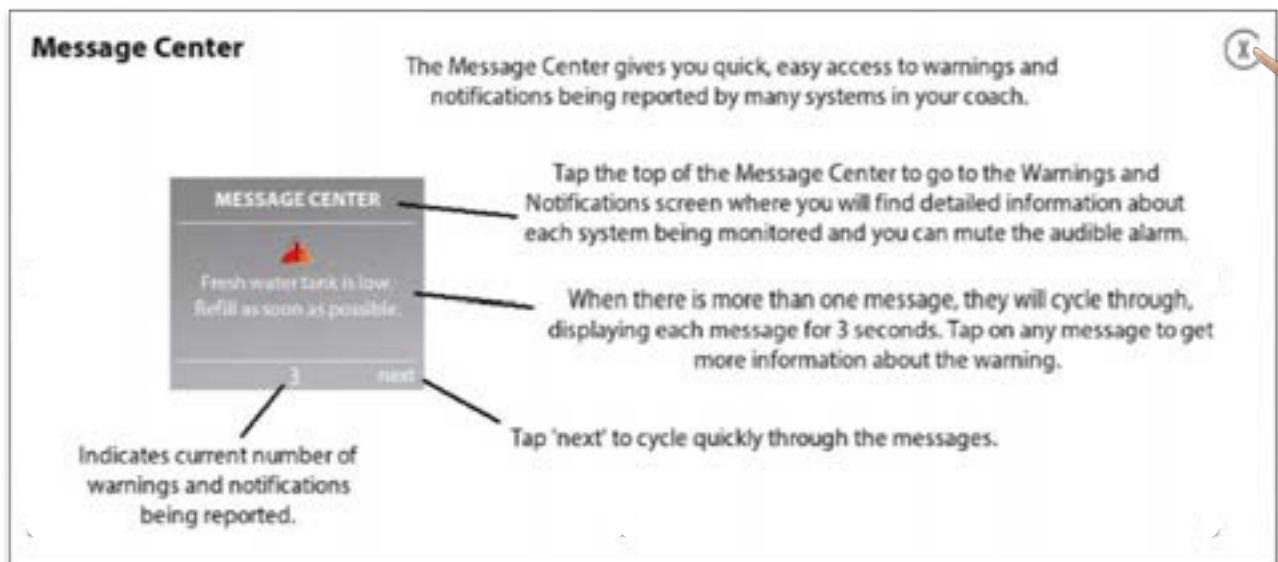 Message Center
The Message Center gives you quick, easy access to warnings and
notifications being reported by many systems in your coach.
Tap the top of the Message Center to go to the Warnings and
Notifications screen where you will find detailed information about
each system being monitored and you can mute the audible alarm.
MESSAGE CENTER
Fresh water tank is low.
Refill as soon as possible.
When there is more than one message, they will cycle through,
displaying each message for 3 seconds. Tap on any message to get
more information about the warning.
3 next
Tap 'next' to cycle quickly through the messages.
Indicates current number of
warnings and notifications
being reported.
X